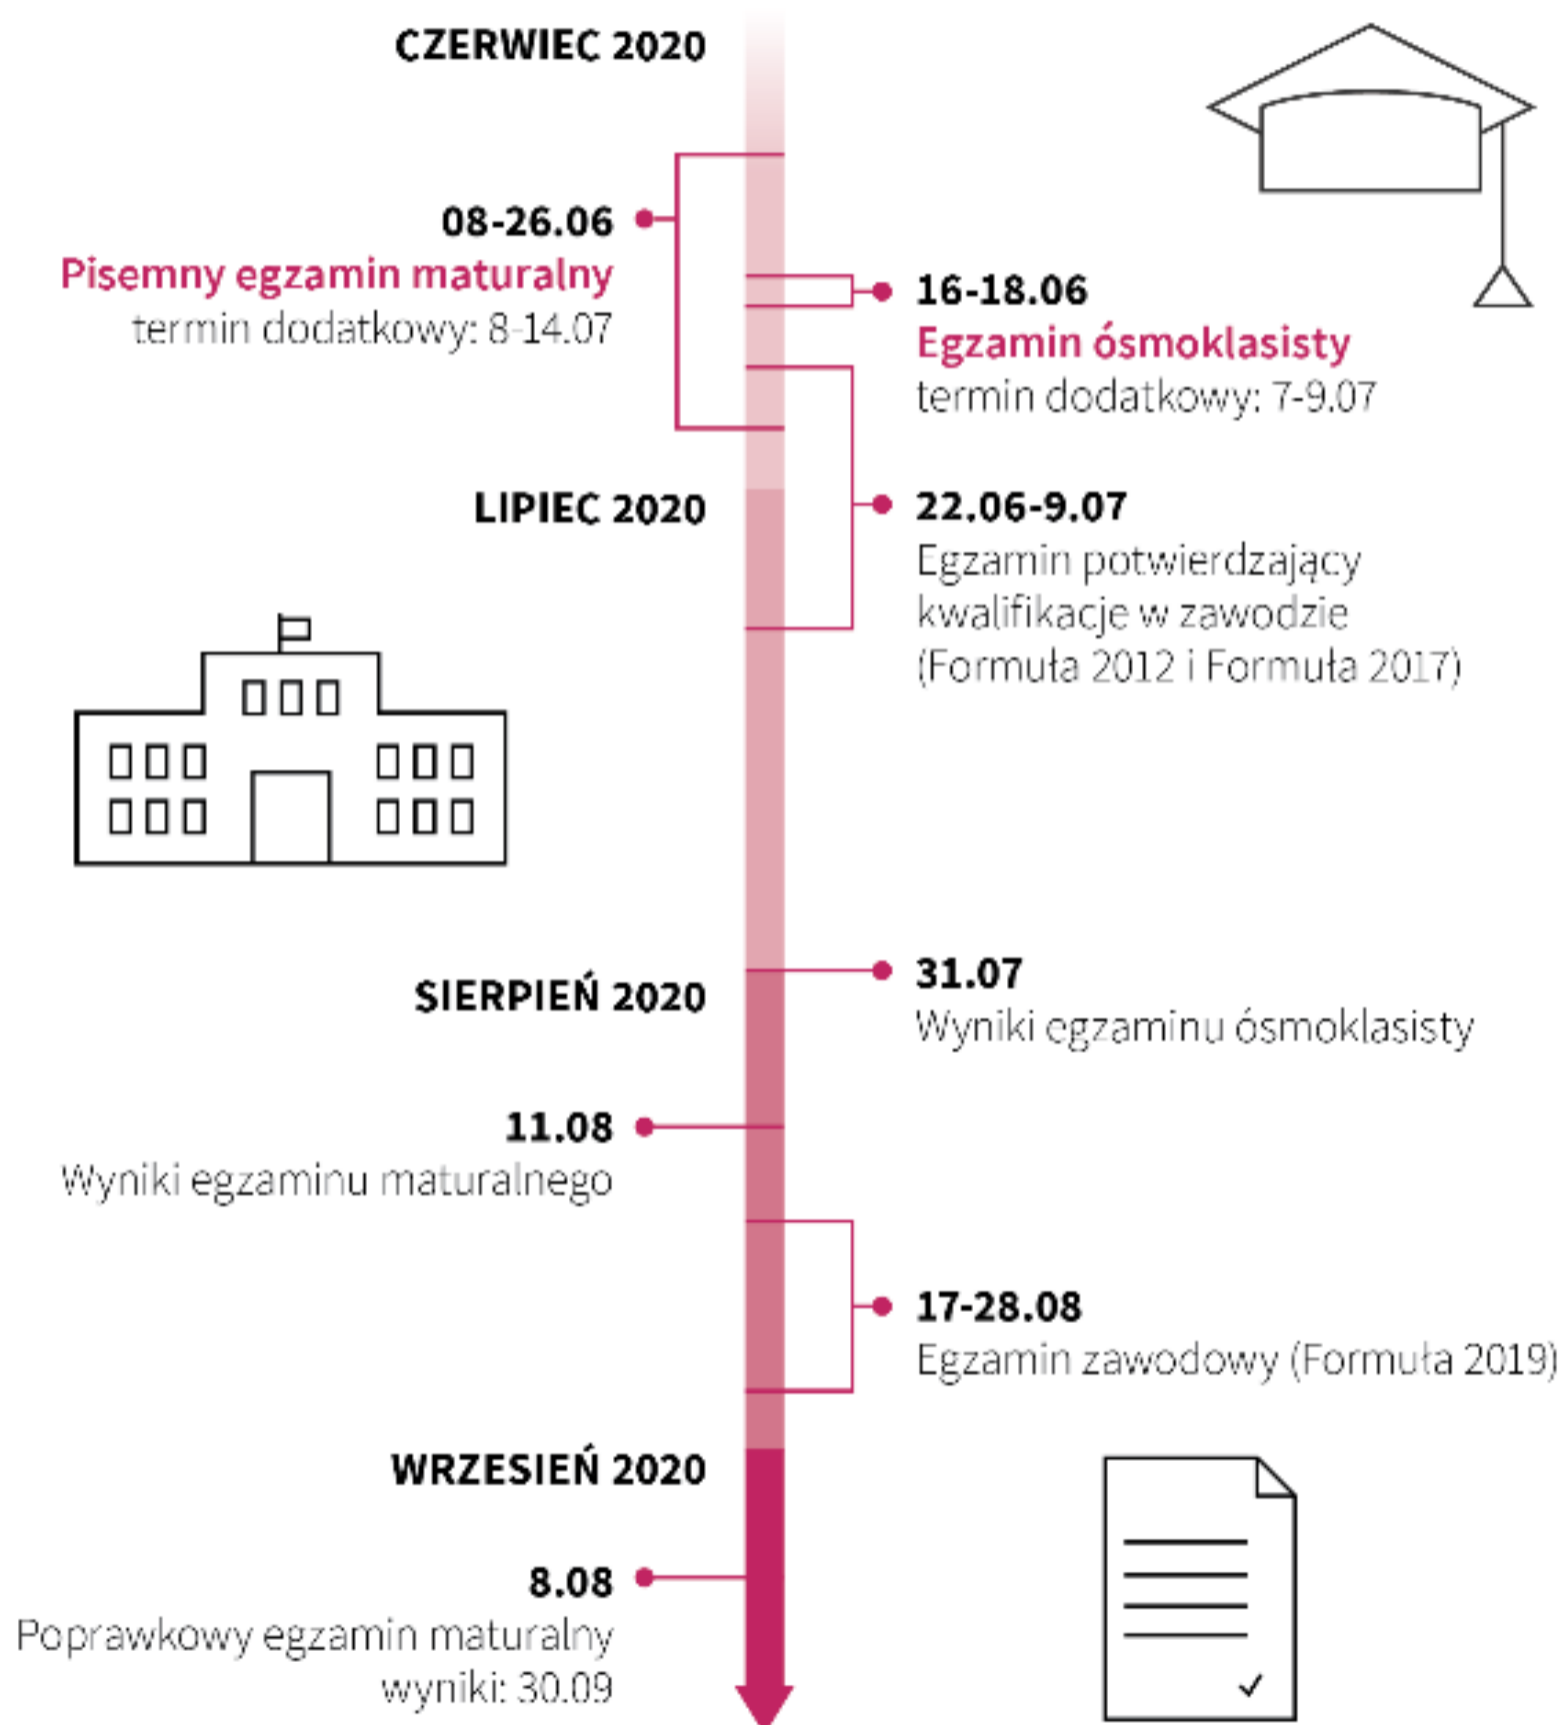 CZERWIEC 2020
08-26.06
Pisemny egzamin maturalny
termin dodatkowy: 8-14.07
16-18.06
Egzamin ósmoklasisty
termin dodatkowy: 7-9.07
LIPIEC 2020
22.06-9.07
Egzamin potwierdzający
kwalifikacje w zawodzie
(Formuła 2012 i Formuła 2017)
31.07
Wyniki egzaminu ósmoklasisty
SIERPIEŃ 2020
11.08
Wyniki egzaminu maturalnego
17-28.08
Egzamin zawodowy (Formuła 2019)
WRZESIEŃ 2020
8.08
Poprawkowy egzamin maturalny
wyniki: 30.09